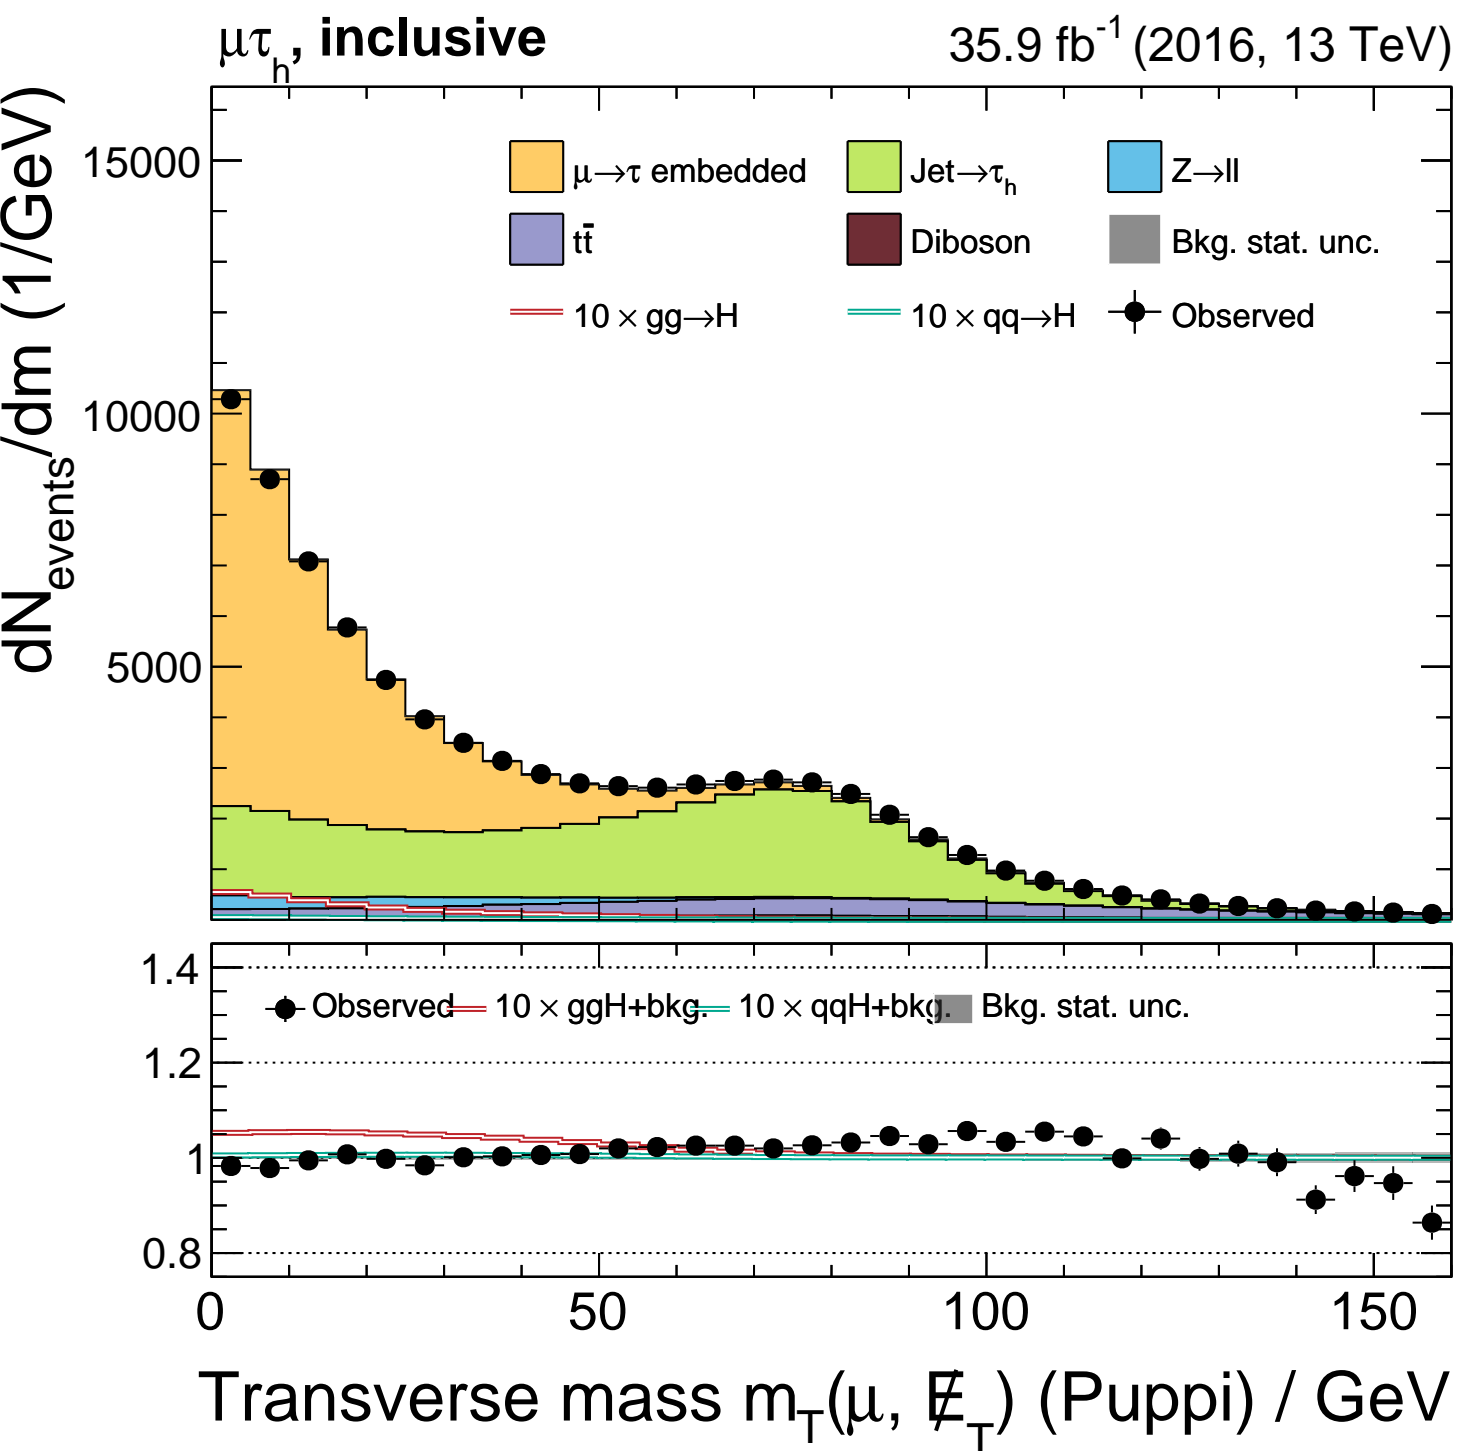 μτh, inclusive 35.9 fb-1 (2016, 13 TeV)
dNevents/dm (1/GeV)
15000
10000
5000
μ→τ embedded Jet→τh Z→ll
tt̄ Diboson Bkg. stat. unc.
10 × gg→H 10 × qq→H Observed
1.4
1.2
1
0.8
Observed 10 × ggH+bkg. 10 × qqH+bkg. Bkg. stat. unc.
0 50 100 150
Transverse mass mT(μ, E̸T) (Puppi) / GeV